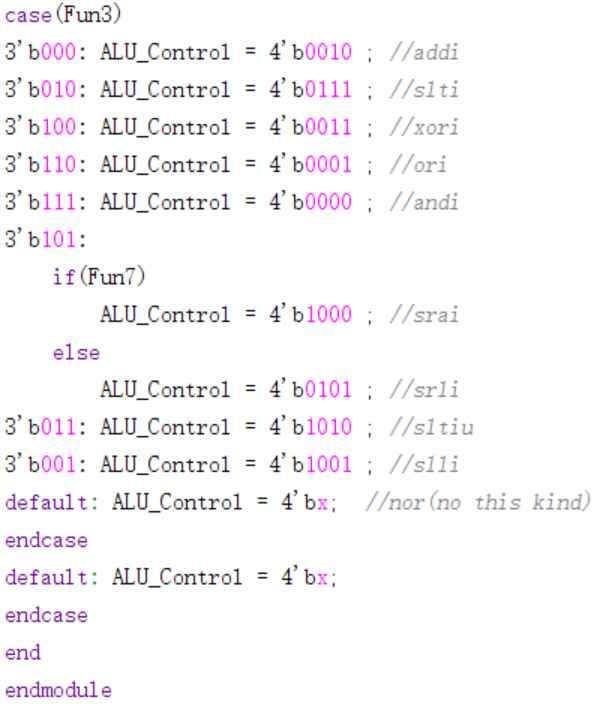 case(Fun3)
3'b000: ALU_Control = 4'b0010 ; //addi
3'b010: ALU_Control = 4'b0111 ; //slti
3'b100: ALU_Control = 4'b0011 ; //xori
3'b110: ALU_Control = 4'b0001 ; //ori
3'b111: ALU_Control = 4'b0000 ; //andi
3'b101:
    if(Fun7)
        ALU_Control = 4'b1000 ; //srai
    else
        ALU_Control = 4'b0101 ; //srli
3'b011: ALU_Control = 4'b1010 ; //sltiu
3'b001: ALU_Control = 4'b1001 ; //slli
default: ALU_Control = 4'bx;  //nor(no this kind)
endcase
default: ALU_Control = 4'bx;
endcase
end
endmodule